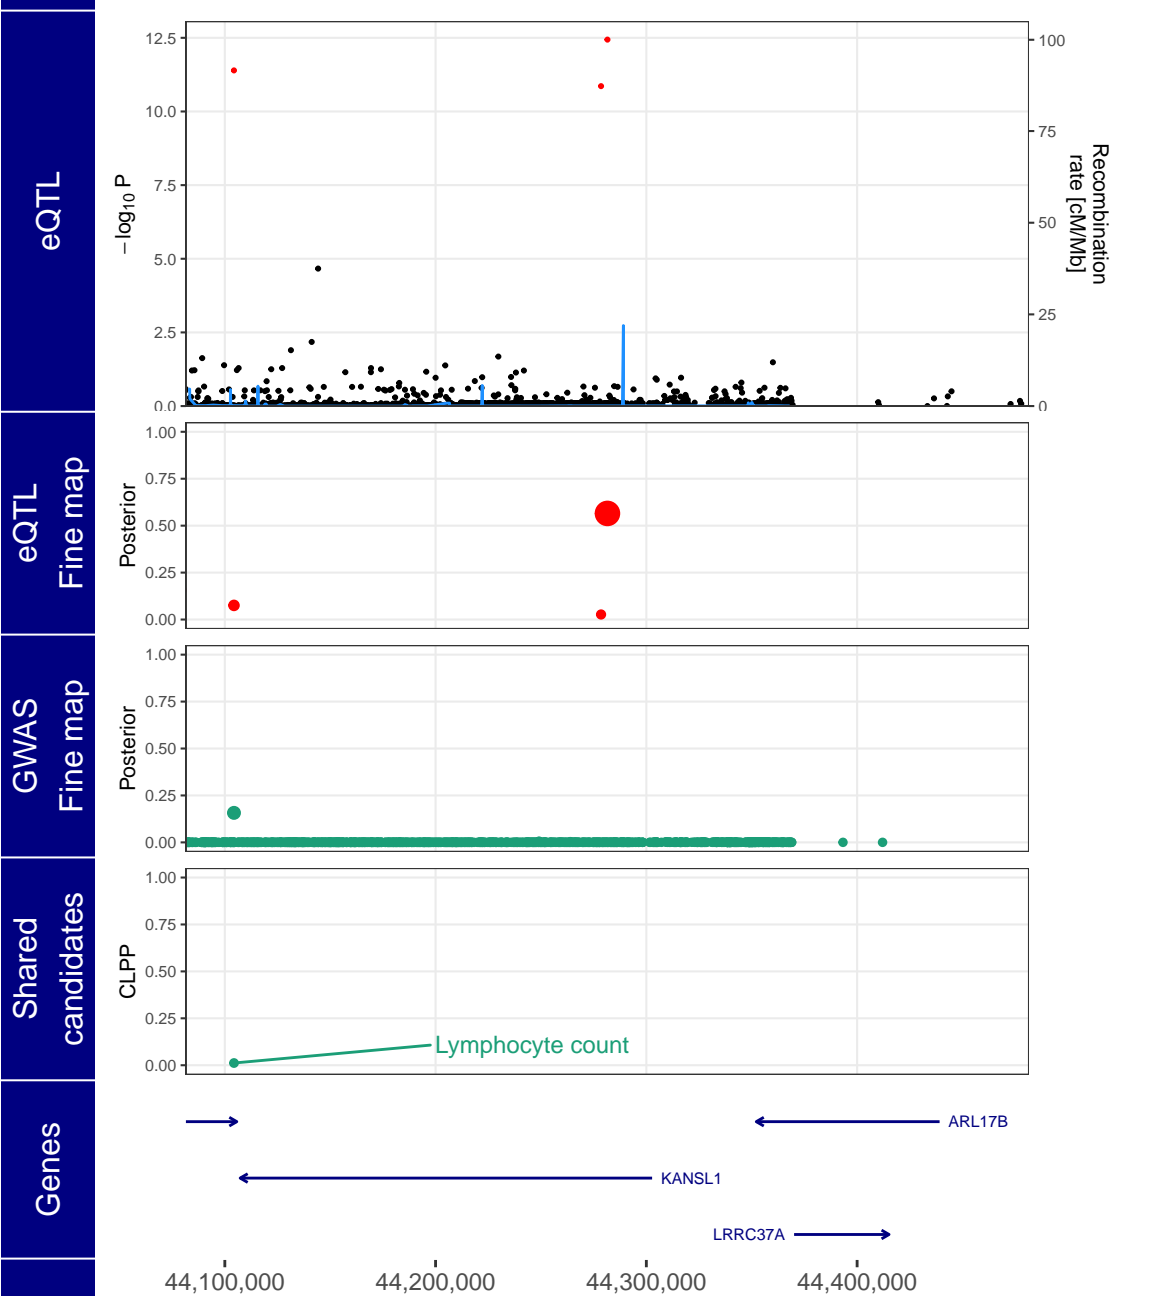 eQTL
12.5
10.0
7.5
5.0
2.5
0.0
−log10 P
100
75
50
25
0
Recombination
rate [cM/Mb]
eQTL
Fine map
1.00
0.75
0.50
0.25
0.00
Posterior
GWAS
Fine map
1.00
0.75
0.50
0.25
0.00
Posterior
Shared
candidates
1.00
0.75
0.50
0.25
0.00
CLPP
Lymphocyte count
Genes
ARL17B
KANSL1
LRRC37A
44,100,000
44,200,000
44,300,000
44,400,000